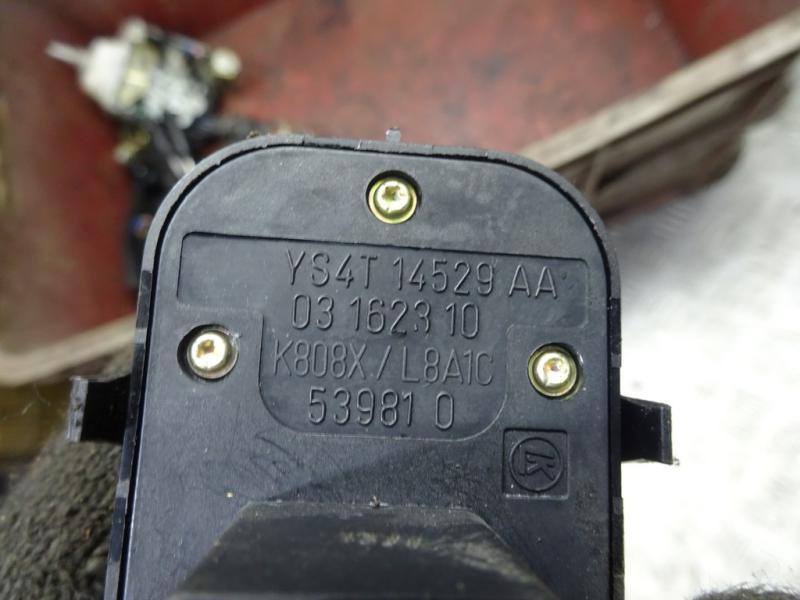 YS4T 14529 AA
03 1623 10
K808X/L8A1C
53981 0
K